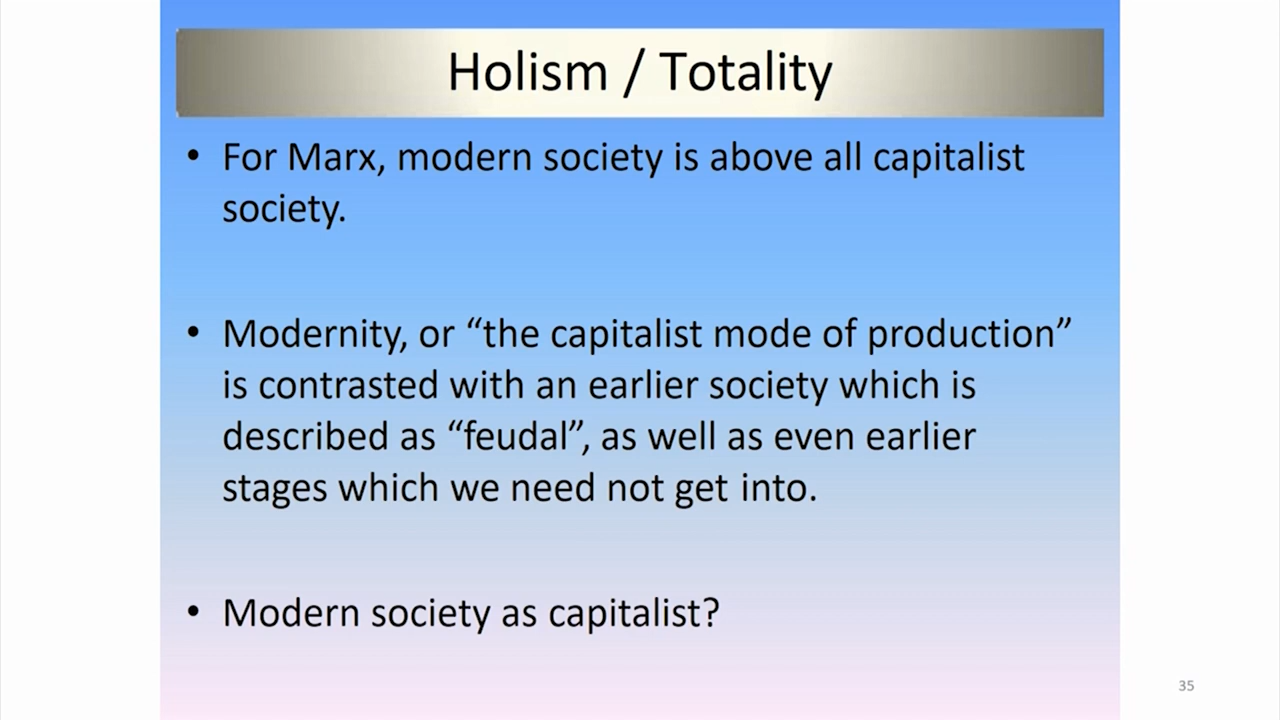 Holism / Totality
• For Marx, modern society is above all capitalist
society.
• Modernity, or “the capitalist mode of production”
is contrasted with an earlier society which is
described as “feudal”, as well as even earlier
stages which we need not get into.
• Modern society as capitalist?
35